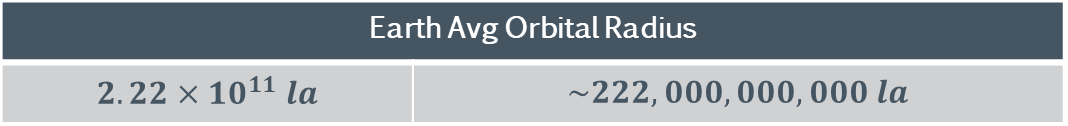 Earth Avg Orbital Radius
2.22 × 10¹¹ la
~222,000,000,000 la